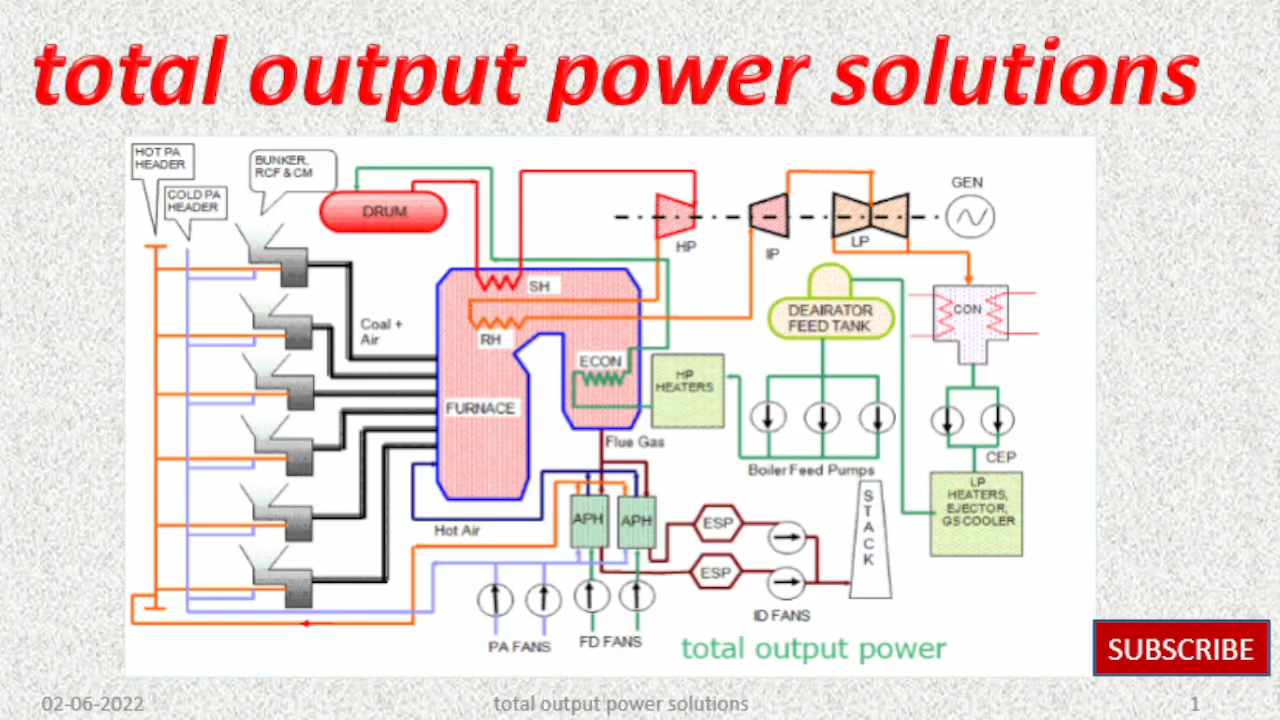 total output power solutions
HOT PA
HEADER
BUNKER,
RCF & CM
COLD PA
HEADER
DRUM
GEN
HP
IP
LP
SH
RH
DEAIRATOR
FEED TANK
CON
Coal +
Air
ECON
HP
HEATERS
FURNACE
Flue Gas
Boiler Feed Pumps
CEP
LP
HEATERS,
EJECTOR,
GS COOLER
STACK
Hot Air
APH
APH
ESP
ESP
ID FANS
PA FANS
FD FANS
total output power
SUBSCRIBE
02-06-2022
total output power solutions
1